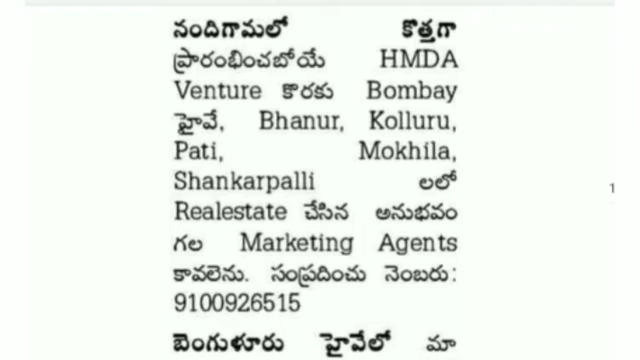 నందిగామలో కొత్తగా
ప్రారంభించబోయే HMDA
Venture కొరకు Bombay
హైవే, Bhanur, Kolluru,
Pati, Mokhila,
Shankarpalli లలో
Realestate చేసిన అనుభవం
గల Marketing Agents
కావలెను. సంప్రదించు నెంబరు:
9100926515
బెంగుళూరు హైవేలో మా
1